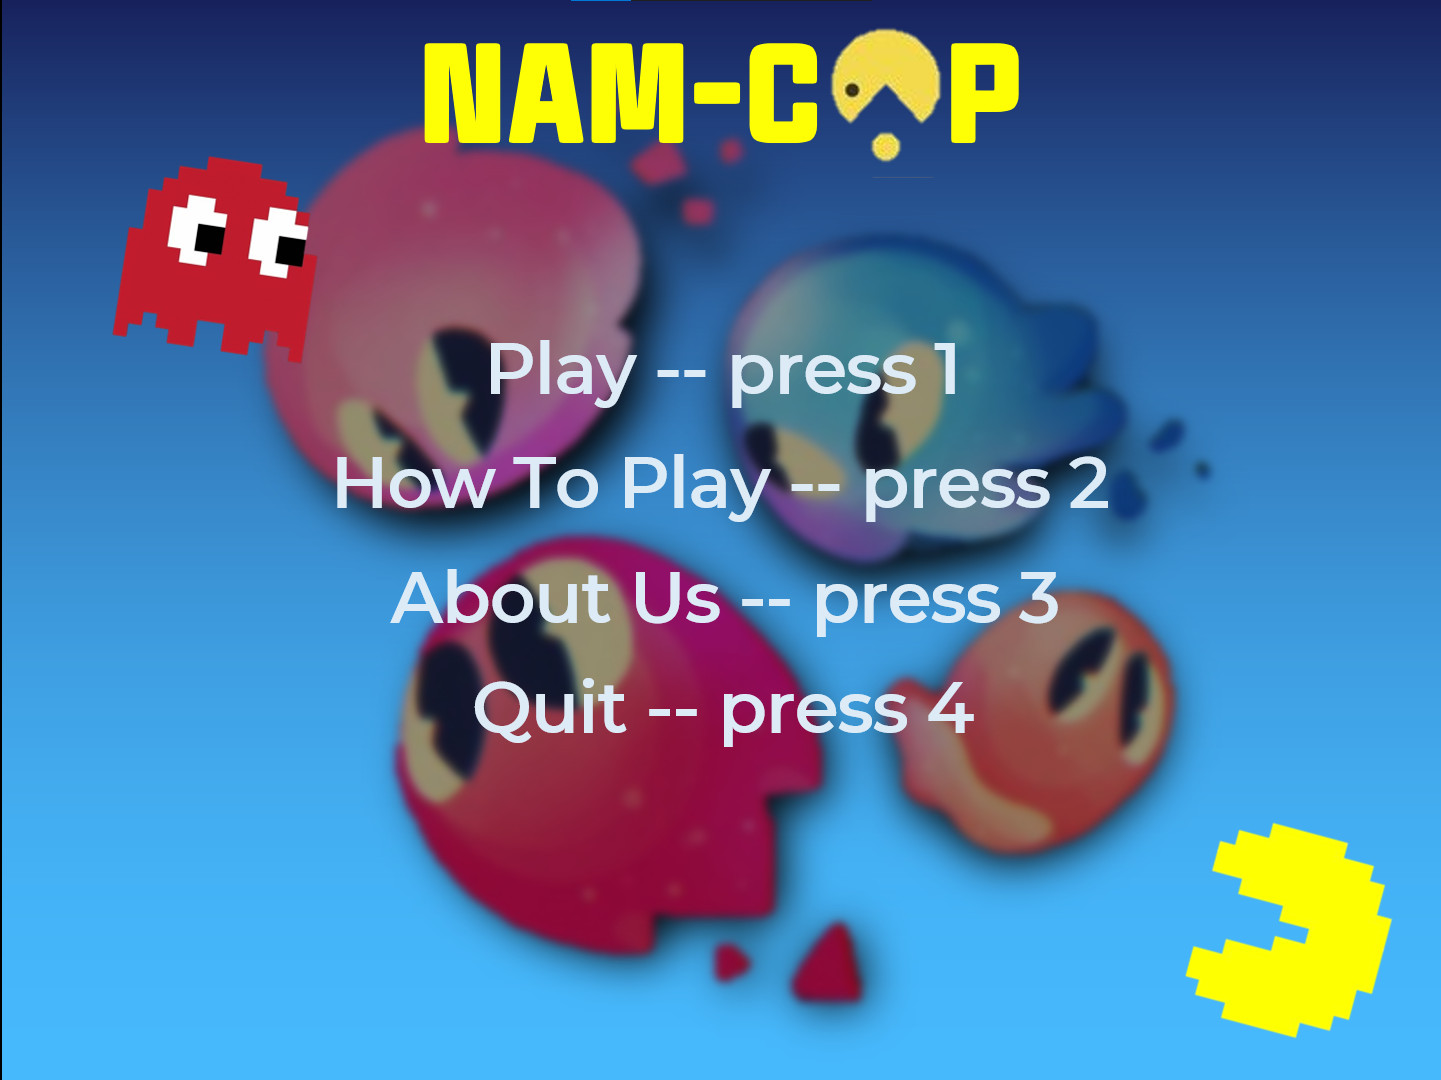 NAM-COP
Play -- press 1
How To Play -- press 2
About Us -- press 3
Quit -- press 4